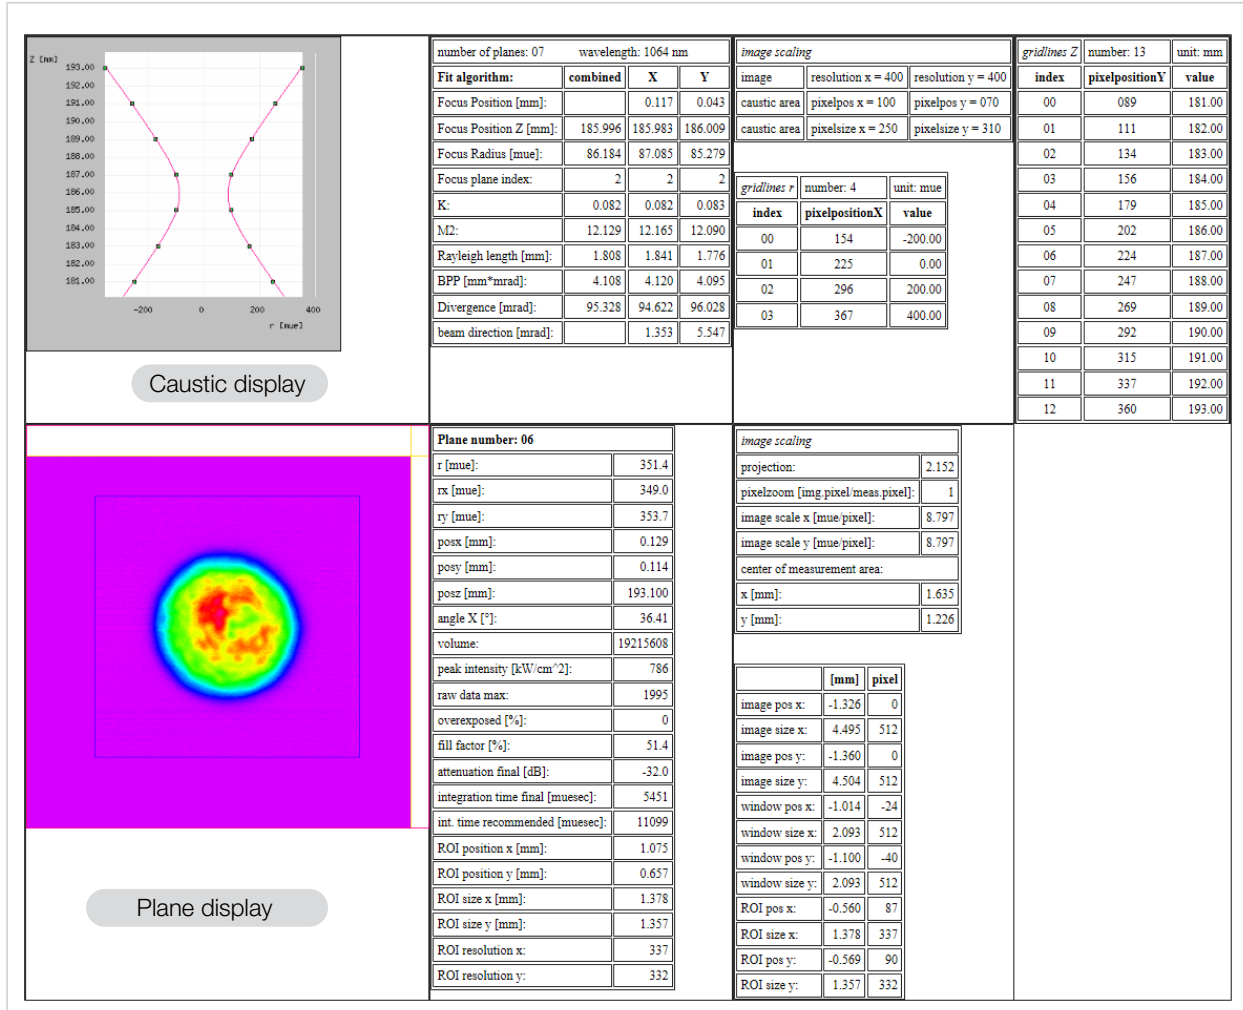 Z [mm]
193.00
192.00
191.00
190.00
189.00
188.00
187.00
186.00
185.00
184.00
183.00
182.00
181.00
-200 0 200 400
r [mue]
Caustic display
number of planes: 07 wavelength: 1064 nm
Fit algorithm: combined X Y
Focus Position [mm]: 0.117 0.043
Focus Position Z [mm]: 185.996 185.983 186.009
Focus Radius [mue]: 86.184 87.085 85.279
Focus plane index: 2 2 2
K: 0.082 0.082 0.083
M2: 12.129 12.165 12.090
Rayleigh length [mm]: 1.808 1.841 1.776
BPP [mm*mrad]: 4.108 4.120 4.095
Divergence [mrad]: 95.328 94.622 96.028
beam direction [mrad]: 1.353 5.547
image scaling
image resolution x = 400 resolution y = 400
caustic area pixelpos x = 100 pixelpos y = 070
caustic area pixelsize x = 250 pixelsize y = 310
gridlines r number: 4 unit: mue
index pixelpositionX value
00 154 -200.00
01 225 0.00
02 296 200.00
03 367 400.00
gridlines Z number: 13 unit: mm
index pixelpositionY value
00 089 181.00
01 111 182.00
02 134 183.00
03 156 184.00
04 179 185.00
05 202 186.00
06 224 187.00
07 247 188.00
08 269 189.00
09 292 190.00
10 315 191.00
11 337 192.00
12 360 193.00
Plane display
Plane number: 06
r [mue]: 351.4
rx [mue]: 349.0
ry [mue]: 353.7
posx [mm]: 0.129
posy [mm]: 0.114
posz [mm]: 193.100
angle X [°]: 36.41
volume: 19215608
peak intensity [kW/cm^2]: 786
raw data max: 1995
overexposed [%]: 0
fill factor [%]: 51.4
attenuation final [dB]: -32.0
integration time final [muesec]: 5451
int. time recommended [muesec]: 11099
ROI position x [mm]: 1.075
ROI position y [mm]: 0.657
ROI size x [mm]: 1.378
ROI size y [mm]: 1.357
ROI resolution x: 337
ROI resolution y: 332
image scaling
projection: 2.152
pixelzoom [img.pixel/meas.pixel]: 1
image scale x [mue/pixel]: 8.797
image scale y [mue/pixel]: 8.797
center of measurement area:
x [mm]: 1.635
y [mm]: 1.226
[mm] pixel
image pos x: -1.326 0
image size x: 4.495 512
image pos y: -1.360 0
image size y: 4.504 512
window pos x: -1.014 -24
window size x: 2.093 512
window pos y: -1.100 -40
window size y: 2.093 512
ROI pos x: -0.560 87
ROI size x: 1.378 337
ROI pos y: -0.569 90
ROI size y: 1.357 332